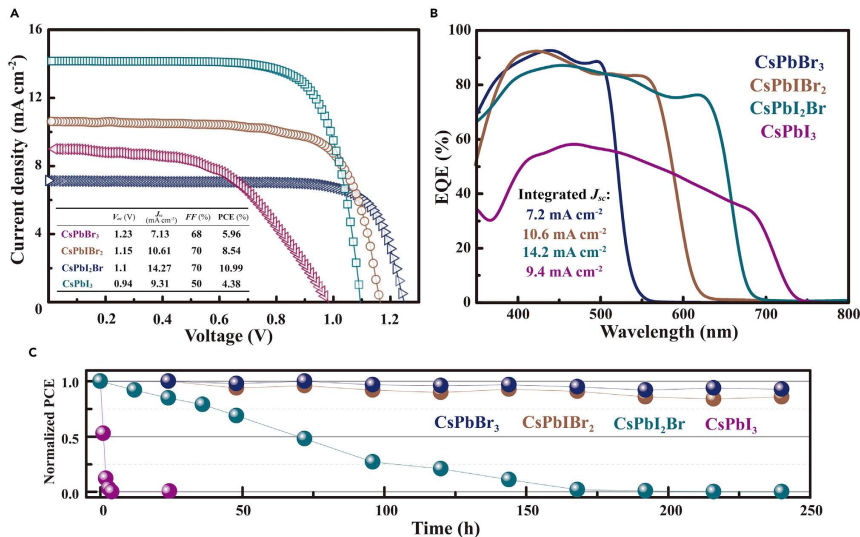 A
16
14
11
8
4
0
Current density (mA cm⁻²)
V_oc (V) J_sc (mA cm⁻²) FF (%) PCE (%)
CsPbBr₃ 1.23 7.13 68 5.96
CsPbIBr₂ 1.15 10.61 70 8.54
CsPbI₂Br 1.1 14.27 70 10.99
CsPbI₃ 0.94 9.31 50 4.38
0.2 0.4 0.6 0.8 1.0 1.2
Voltage (V)
B
100
80
60
40
20
0
EQE (%)
CsPbBr₃
CsPbIBr₂
CsPbI₂Br
CsPbI₃
Integrated J_sc:
7.2 mA cm⁻²
10.6 mA cm⁻²
14.2 mA cm⁻²
9.4 mA cm⁻²
400 500 600 700 800
Wavelength (nm)
C
1.0
0.5
0.0
Normalized PCE
CsPbBr₃ CsPbIBr₂ CsPbI₂Br CsPbI₃
0 50 100 150 200 250
Time (h)